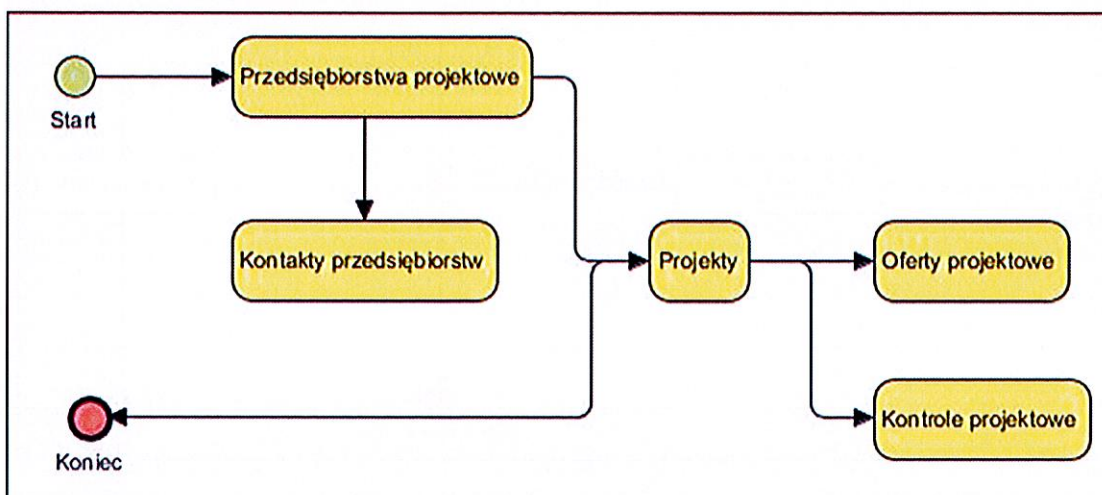 Przedsiębiorstwa projektowe
Start
Kontakty przedsiębiorstw
Projekty
Oferty projektowe
Kontrole projektowe
Koniec